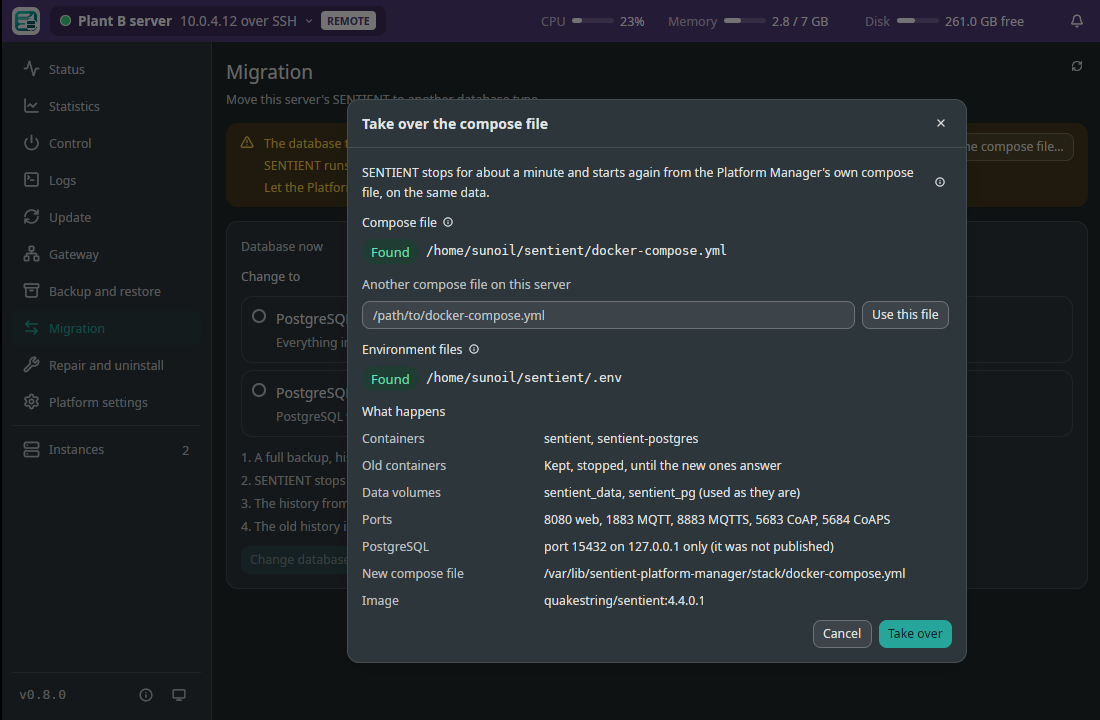 Plant B server 10.0.4.12 over SSH REMOTE CPU 23% Memory 2.8 / 7 GB Disk 261.0 GB free
Status
Statistics
Control
Logs
Update
Gateway
Backup and restore
Migration
Repair and uninstall
Platform settings
Instances 2
v0.8.0
Migration
Move this server's SENTIENT to another database type.
The database
SENTIENT runs
Let the Platform
compose file...
Database now
Change to
PostgreSQL
Everything in
PostgreSQL
PostgreSQL
1. A full backup,
2. SENTIENT stops
3. The history from
4. The old history
Change database
Take over the compose file
SENTIENT stops for about a minute and starts again from the Platform Manager's own compose
file, on the same data.
Compose file
Found /home/sunoil/sentient/docker-compose.yml
Another compose file on this server
/path/to/docker-compose.yml Use this file
Environment files
Found /home/sunoil/sentient/.env
What happens
Containers sentient, sentient-postgres
Old containers Kept, stopped, until the new ones answer
Data volumes sentient_data, sentient_pg (used as they are)
Ports 8080 web, 1883 MQTT, 8883 MQTTS, 5683 CoAP, 5684 CoAPS
PostgreSQL port 15432 on 127.0.0.1 only (it was not published)
New compose file /var/lib/sentient-platform-manager/stack/docker-compose.yml
Image quakestring/sentient:4.4.0.1
Cancel Take over